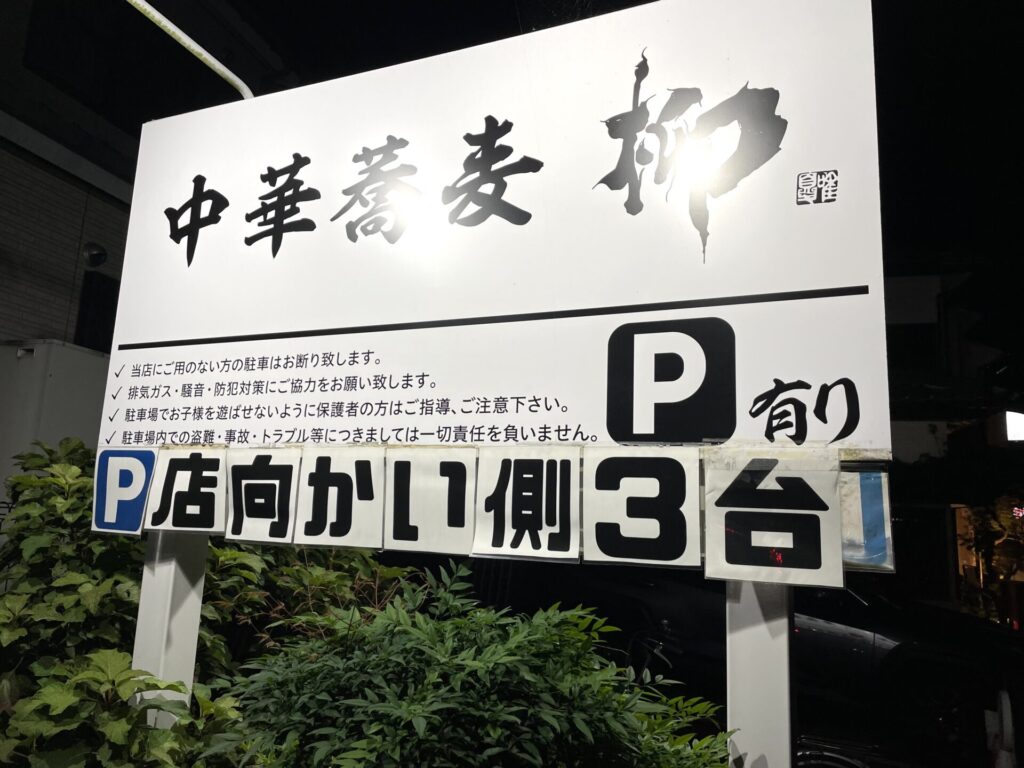 中華蕎麦 柳
✓ 当店にご用のない方の駐車はお断り致します。
✓ 排気ガス・騒音・防犯対策にご協力をお願い致します。
✓ 駐車場でお子様を遊ばせないように保護者の方はご指導、ご注意下さい。
✓ 駐車場内での盗難・事故・トラブル等につきましては一切責任を負いません。
P 有り
P 店向かい側3台